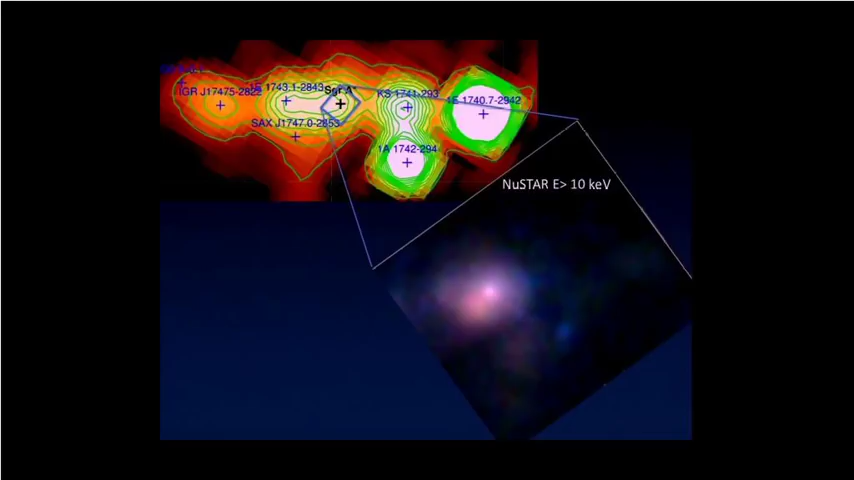 IGR J17475-2822
1E 1743.1-2843
Sgr A*
KS 1741-293
1E 1740.7-2942
SAX J1747.0-2853
1A 1742-294
NuSTAR E> 10 keV